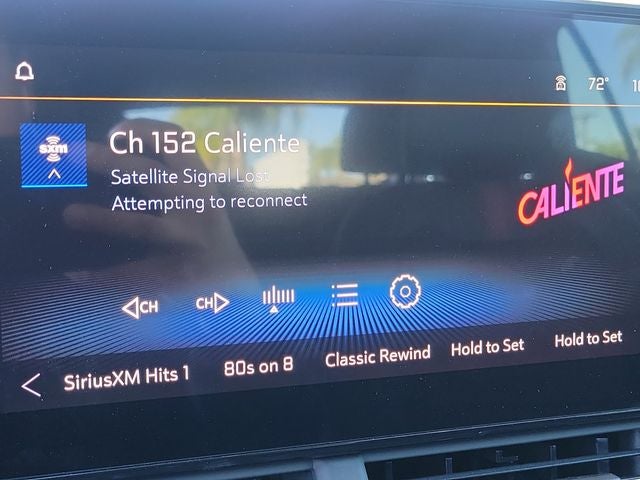 72°
sxm
Ch 152 Caliente
Satellite Signal Lost
Attempting to reconnect
CALIENTE
CH
CH
SiriusXM Hits 1
80s on 8
Classic Rewind
Hold to Set
Hold to Set